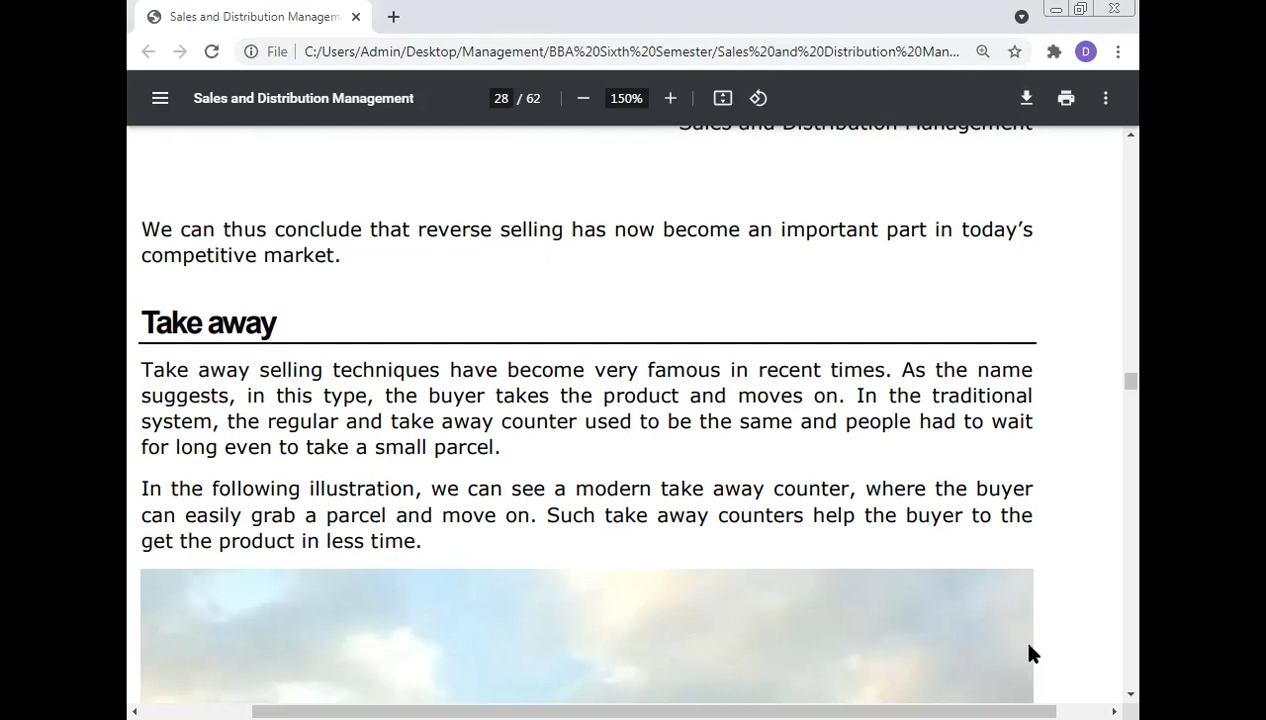 Sales and Distribution Managem
File C:/Users/Admin/Desktop/Management/BBA%20Sixth%20Semester/Sales%20and%20Distribution%20Man... D
Sales and Distribution Management 28 / 62 150%
Sales and Distribution Management
We can thus conclude that reverse selling has now become an important part in today’s
competitive market.
Take away
Take away selling techniques have become very famous in recent times. As the name
suggests, in this type, the buyer takes the product and moves on. In the traditional
system, the regular and take away counter used to be the same and people had to wait
for long even to take a small parcel.
In the following illustration, we can see a modern take away counter, where the buyer
can easily grab a parcel and move on. Such take away counters help the buyer to the
get the product in less time.